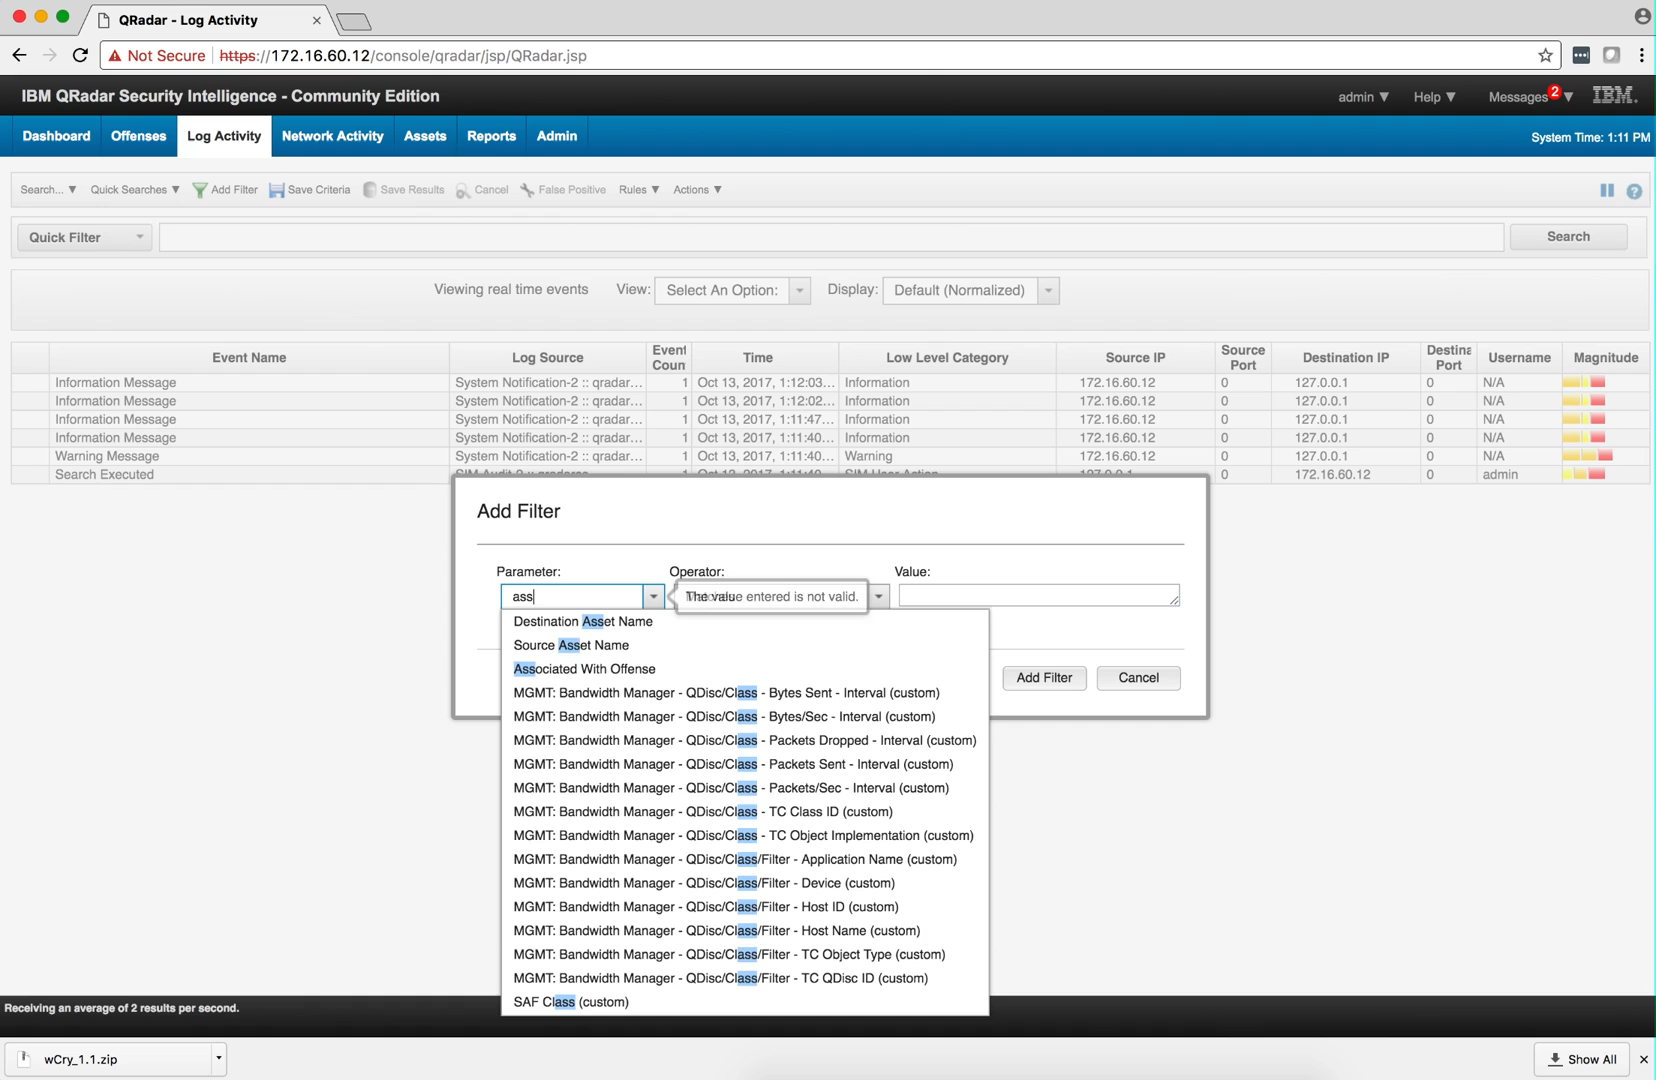 QRadar - Log Activity
Not Secure https://172.16.60.12/console/qradar/jsp/QRadar.jsp
IBM QRadar Security Intelligence - Community Edition
admin Help Messages 2 IBM.
Dashboard Offenses Log Activity Network Activity Assets Reports Admin System Time: 1:11 PM
Search... Quick Searches Add Filter Save Criteria Save Results Cancel False Positive Rules Actions
Quick Filter Search
Viewing real time events View: Select An Option: Display: Default (Normalized)
Event Name Log Source Event Coun Time Low Level Category Source IP Source Port Destination IP Destina Port Username Magnitude
Information Message System Notification-2 :: qradar... 1 Oct 13, 2017, 1:12:03... Information 172.16.60.12 0 127.0.0.1 0 N/A
Information Message System Notification-2 :: qradar... 1 Oct 13, 2017, 1:12:02... Information 172.16.60.12 0 127.0.0.1 0 N/A
Information Message System Notification-2 :: qradar... 1 Oct 13, 2017, 1:11:47... Information 172.16.60.12 0 127.0.0.1 0 N/A
Information Message System Notification-2 :: qradar... 1 Oct 13, 2017, 1:11:40... Information 172.16.60.12 0 127.0.0.1 0 N/A
Warning Message System Notification-2 :: qradar... 1 Oct 13, 2017, 1:11:40... Warning 172.16.60.12 0 127.0.0.1 0 N/A
Search Executed SIM Audit-2 :: qradarce 1 Oct 13, 2017, 1:11:40... SIM User Action 127.0.0.1 0 172.16.60.12 0 admin
Add Filter
Parameter: Operator: Value:
ass The value entered is not valid.
Destination Asset Name
Source Asset Name
Associated With Offense
MGMT: Bandwidth Manager - QDisc/Class - Bytes Sent - Interval (custom)
MGMT: Bandwidth Manager - QDisc/Class - Bytes/Sec - Interval (custom)
MGMT: Bandwidth Manager - QDisc/Class - Packets Dropped - Interval (custom)
MGMT: Bandwidth Manager - QDisc/Class - Packets Sent - Interval (custom)
MGMT: Bandwidth Manager - QDisc/Class - Packets/Sec - Interval (custom)
MGMT: Bandwidth Manager - QDisc/Class - TC Class ID (custom)
MGMT: Bandwidth Manager - QDisc/Class - TC Object Implementation (custom)
MGMT: Bandwidth Manager - QDisc/Class/Filter - Application Name (custom)
MGMT: Bandwidth Manager - QDisc/Class/Filter - Device (custom)
MGMT: Bandwidth Manager - QDisc/Class/Filter - Host ID (custom)
MGMT: Bandwidth Manager - QDisc/Class/Filter - Host Name (custom)
MGMT: Bandwidth Manager - QDisc/Class/Filter - TC Object Type (custom)
MGMT: Bandwidth Manager - QDisc/Class/Filter - TC QDisc ID (custom)
SAF Class (custom)
Add Filter Cancel
Receiving an average of 2 results per second.
wCry_1.1.zip Show All